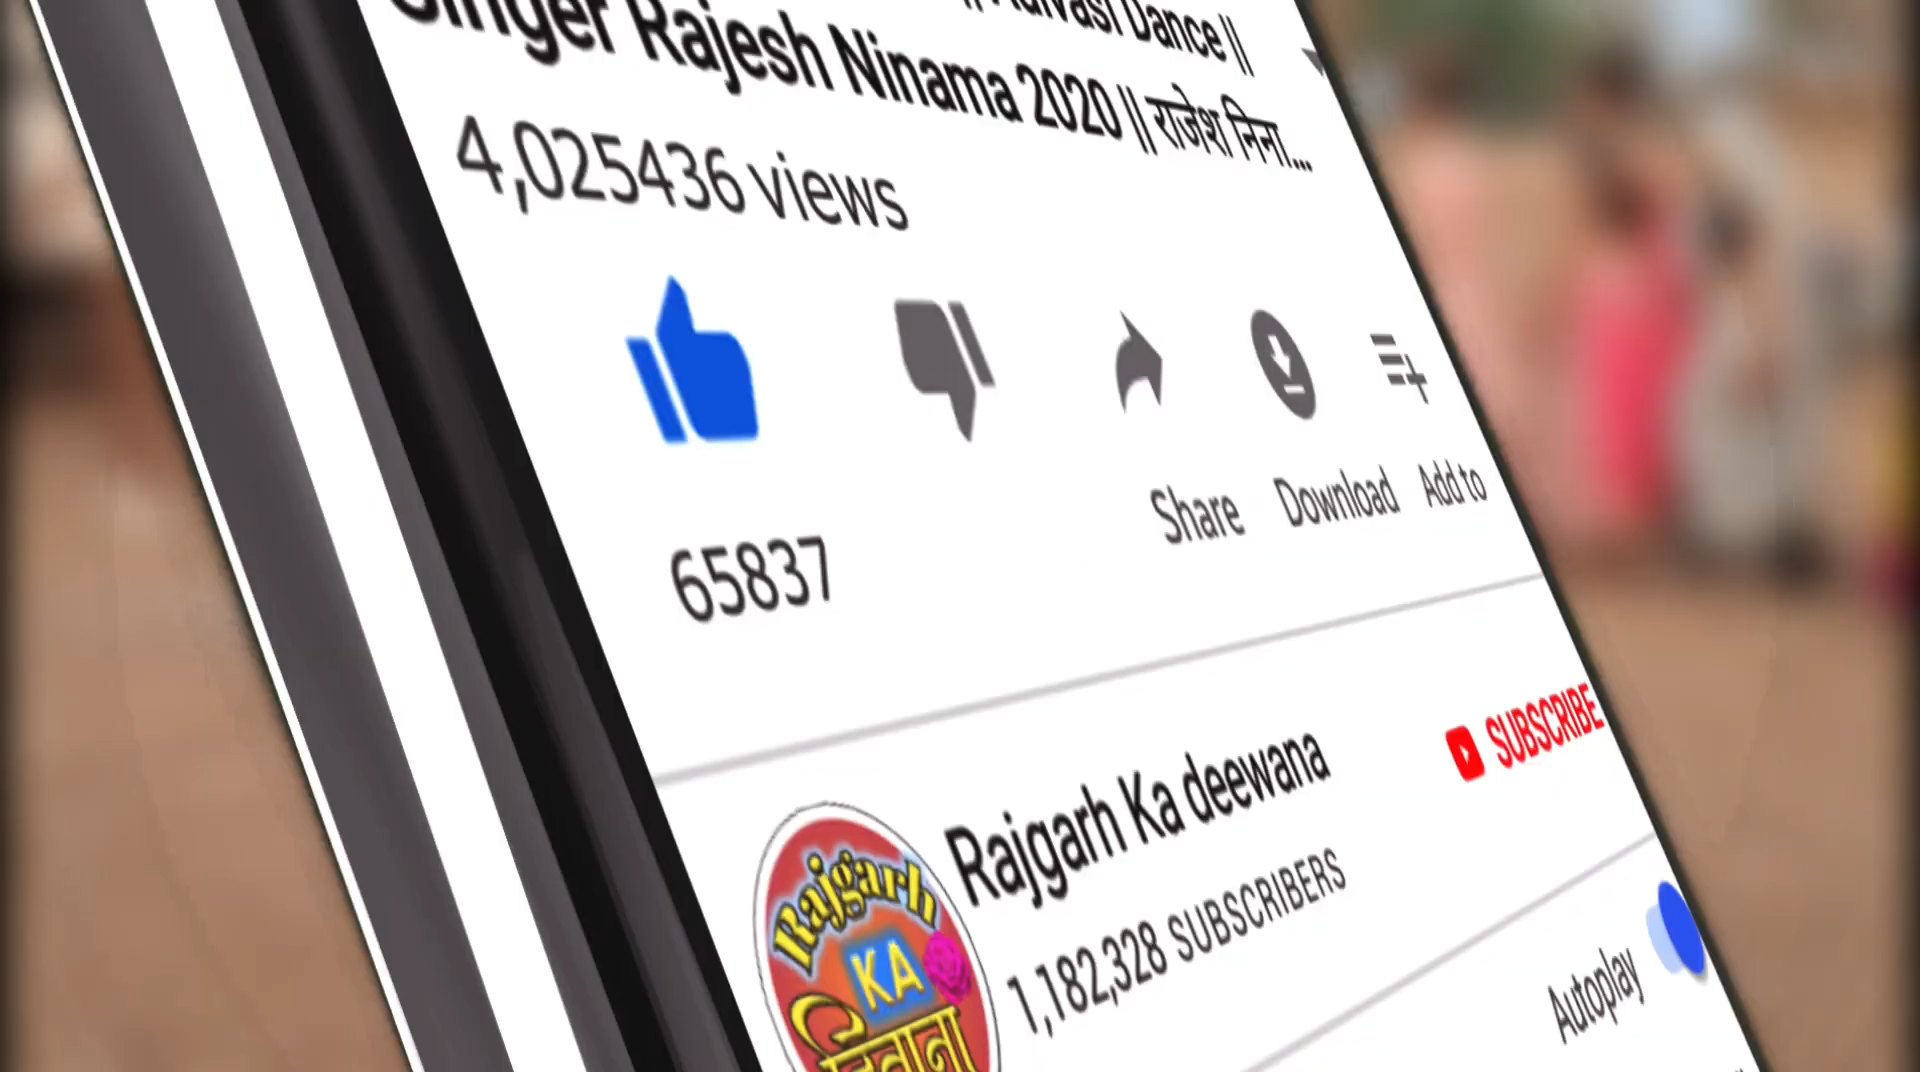 || Adivasi Dance ||
Singer Rajesh Ninama 2020 || राजेश निना...
4,025436 views
Share Download Add to
65837
SUBSCRIBE
Rajgarh Ka deewana
1,182,328 SUBSCRIBERS
Rajgarh
KA
Autoplay